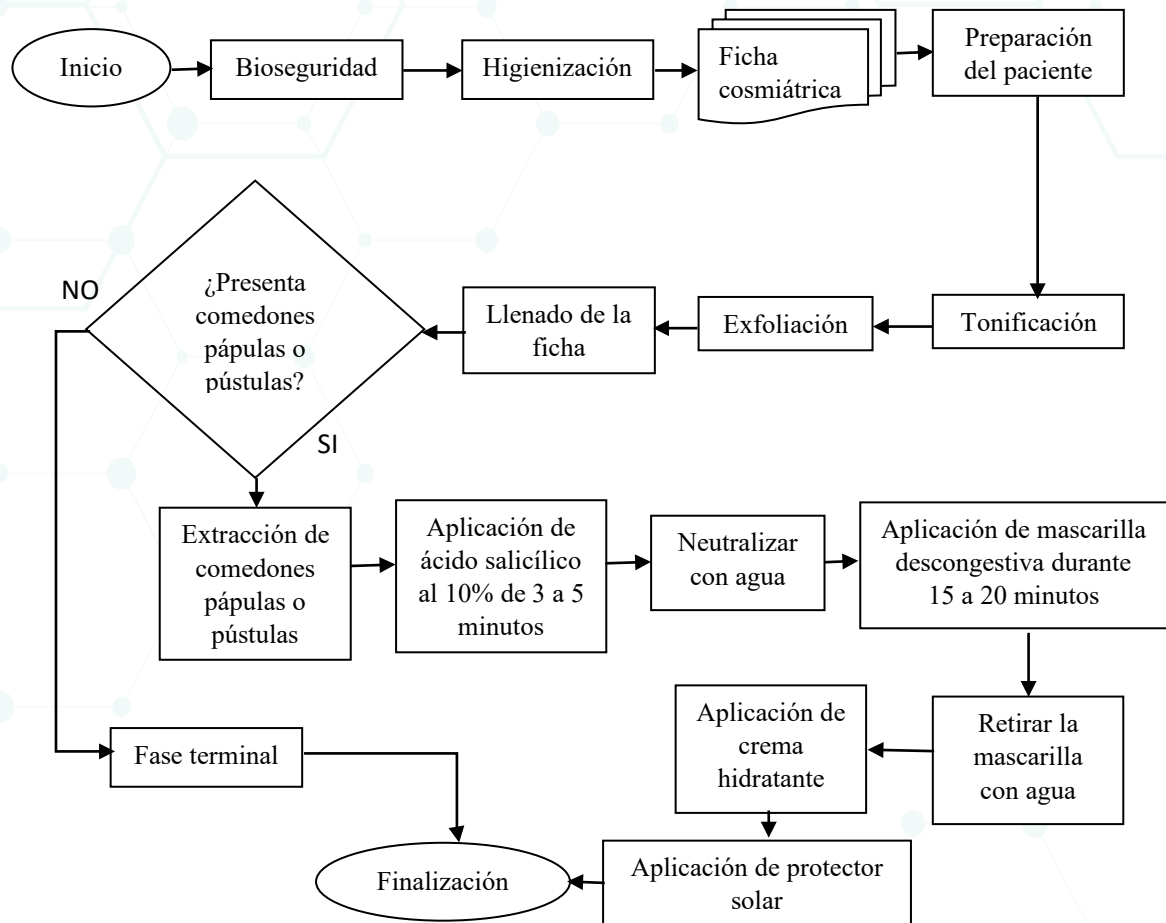 Inicio
Bioseguridad
Higienización
Ficha
cosmiátrica
Preparación
del paciente
Tonificación
Exfoliación
Llenado de la
ficha
¿Presenta
comedones
pápulas o
pústulas?
NO
SI
Extracción de
comedones
pápulas o
pústulas
Aplicación de
ácido salicílico
al 10% de 3 a 5
minutos
Neutralizar
con agua
Aplicación de mascarilla
descongestiva durante
15 a 20 minutos
Retirar la
mascarilla
con agua
Aplicación de
crema
hidratante
Aplicación de protector
solar
Fase terminal
Finalización